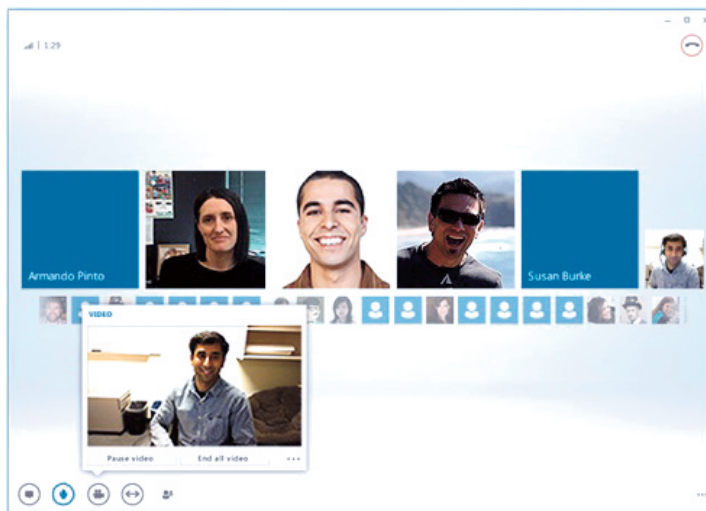 1:29
Armando Pinto
Susan Burke
VIDEO
Pause video
End all video